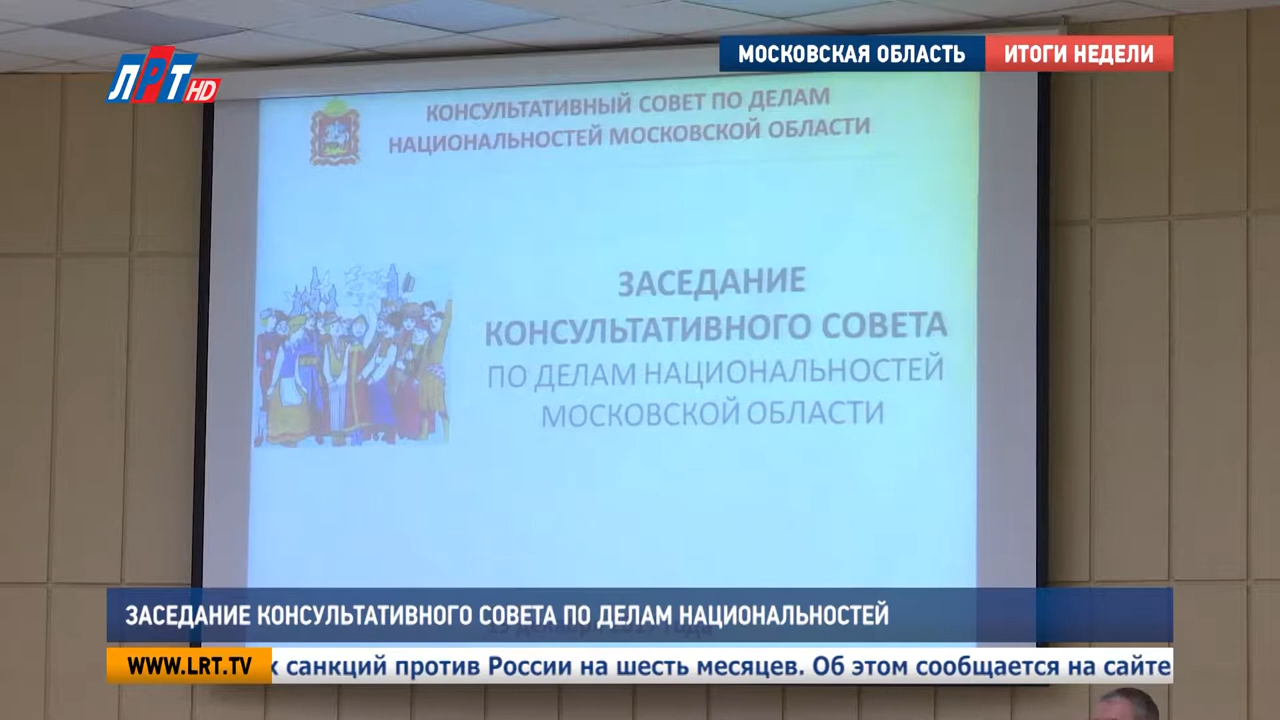 ЛРТ HD
МОСКОВСКАЯ ОБЛАСТЬ ИТОГИ НЕДЕЛИ
КОНСУЛЬТАТИВНЫЙ СОВЕТ ПО ДЕЛАМ
НАЦИОНАЛЬНОСТЕЙ МОСКОВСКОЙ ОБЛАСТИ
ЗАСЕДАНИЕ
КОНСУЛЬТАТИВНОГО СОВЕТА
ПО ДЕЛАМ НАЦИОНАЛЬНОСТЕЙ
МОСКОВСКОЙ ОБЛАСТИ
ЗАСЕДАНИЕ КОНСУЛЬТАТИВНОГО СОВЕТА ПО ДЕЛАМ НАЦИОНАЛЬНОСТЕЙ
WWW.LRT.TV х санкций против России на шесть месяцев. Об этом сообщается на сайте